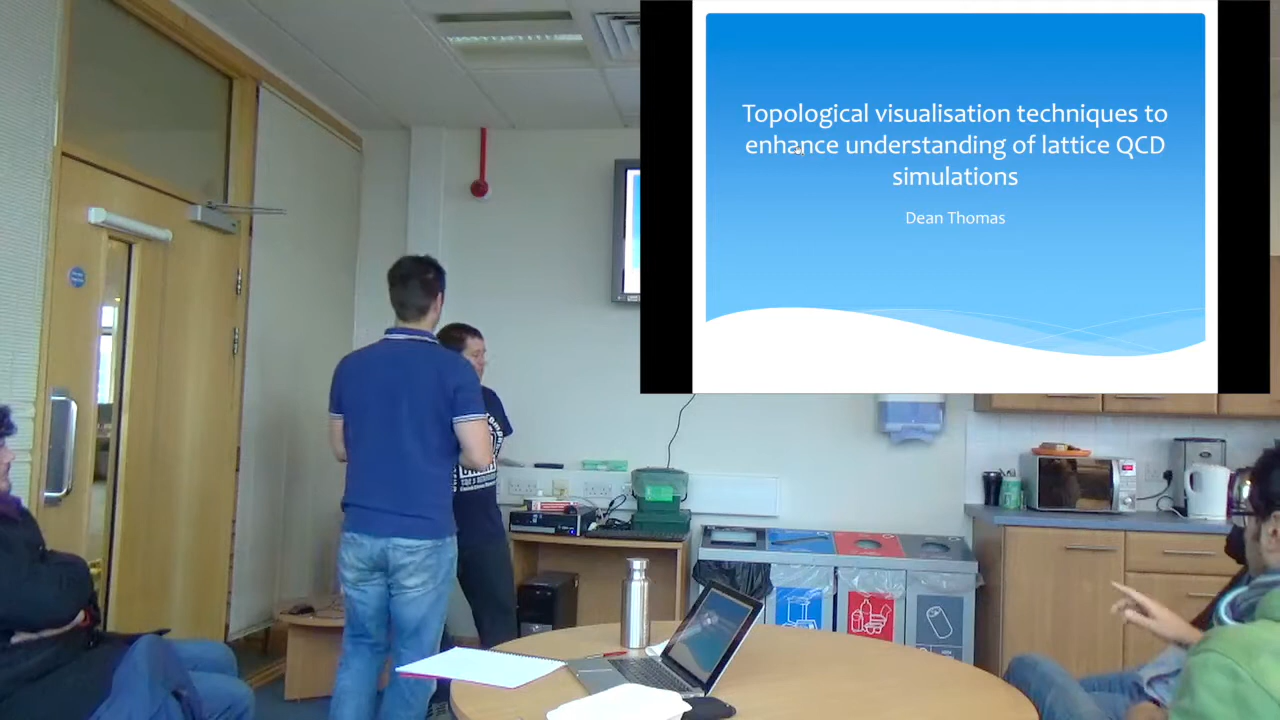 Topological visualisation techniques to
enhance understanding of lattice QCD
simulations
Dean Thomas